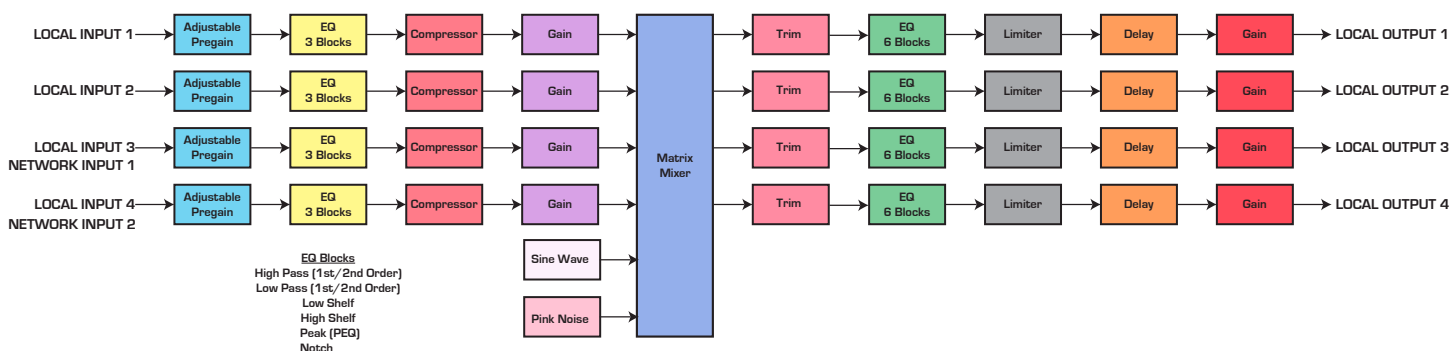 LOCAL INPUT 1
Adjustable
Pregain
EQ
3 Blocks
Compressor
Gain
Trim
EQ
6 Blocks
Limiter
Delay
Gain
LOCAL OUTPUT 1
LOCAL INPUT 2
Adjustable
Pregain
EQ
3 Blocks
Compressor
Gain
Trim
EQ
6 Blocks
Limiter
Delay
Gain
LOCAL OUTPUT 2
LOCAL INPUT 3
NETWORK INPUT 1
Adjustable
Pregain
EQ
3 Blocks
Compressor
Gain
Matrix
Mixer
Trim
EQ
6 Blocks
Limiter
Delay
Gain
LOCAL OUTPUT 3
LOCAL INPUT 4
NETWORK INPUT 2
Adjustable
Pregain
EQ
3 Blocks
Compressor
Gain
Trim
EQ
6 Blocks
Limiter
Delay
Gain
LOCAL OUTPUT 4
EQ Blocks
High Pass (1st/2nd Order)
Low Pass (1st/2nd Order)
Low Shelf
High Shelf
Peak (PEQ)
Notch
Sine Wave
Pink Noise